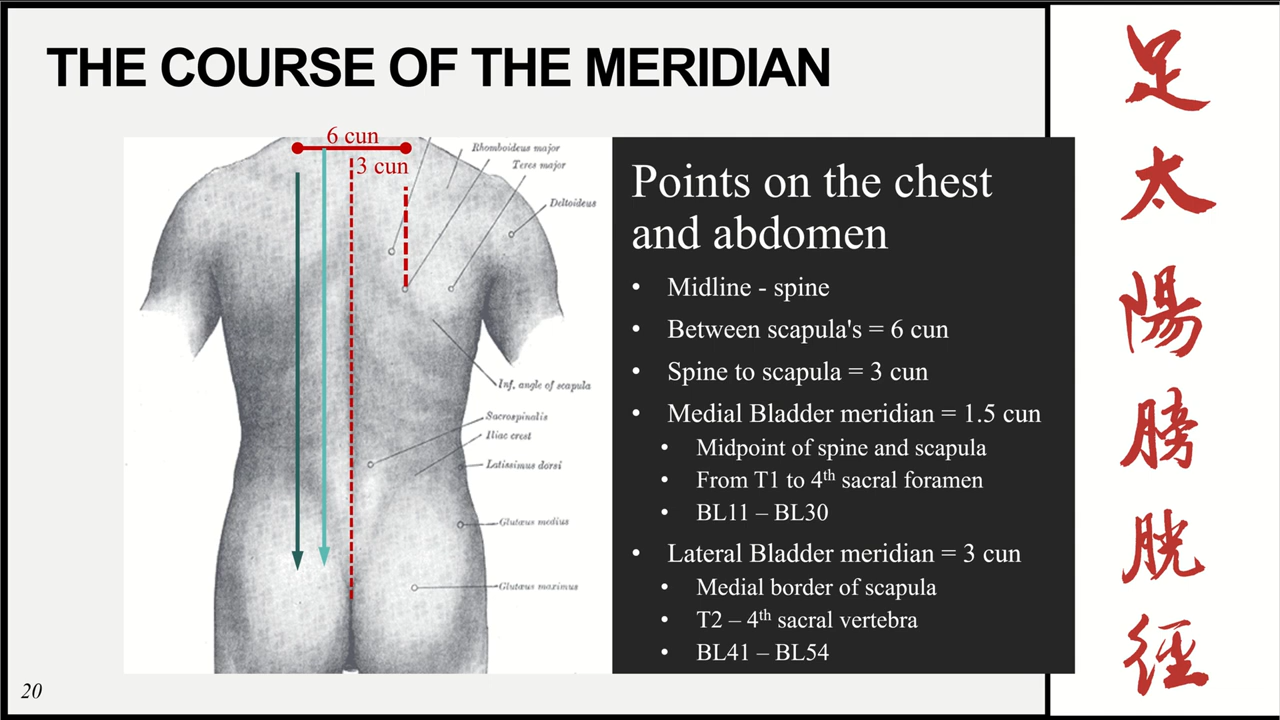 THE COURSE OF THE MERIDIAN
6 cun
3 cun
Rhomboideus major
Teres major
Deltoideus
Inf. angle of scapula
Sacrospinalis
Iliac crest
Latissimus dorsi
Glutæus medius
Glutæus maximus
Points on the chest
and abdomen
• Midline - spine
• Between scapula's = 6 cun
• Spine to scapula = 3 cun
• Medial Bladder meridian = 1.5 cun
• Midpoint of spine and scapula
• From T1 to 4th sacral foramen
• BL11 – BL30
• Lateral Bladder meridian = 3 cun
• Medial border of scapula
• T2 – 4th sacral vertebra
• BL41 – BL54
足太陽膀胱徑
20